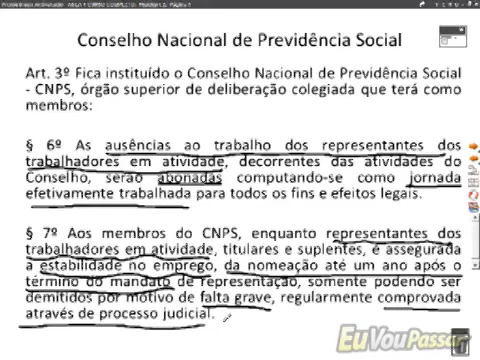 Conselho Nacional de Previdência Social
Art. 3º Fica instituído o Conselho Nacional de Previdência Social
- CNPS, órgão superior de deliberação colegiada que terá como
membros:
§ 6º As ausências ao trabalho dos representantes dos
trabalhadores em atividade, decorrentes das atividades do
Conselho, serão abonadas computando-se como jornada
efetivamente trabalhada para todos os fins e efeitos legais.
§ 7º Aos membros do CNPS, enquanto representantes dos
trabalhadores em atividade, titulares e suplentes, é assegurada
a estabilidade no emprego, da nomeação até um ano após o
término do mandato de representação, somente podendo ser
demitidos por motivo de falta grave, regularmente comprovada
através de processo judicial.
EuVouPassar